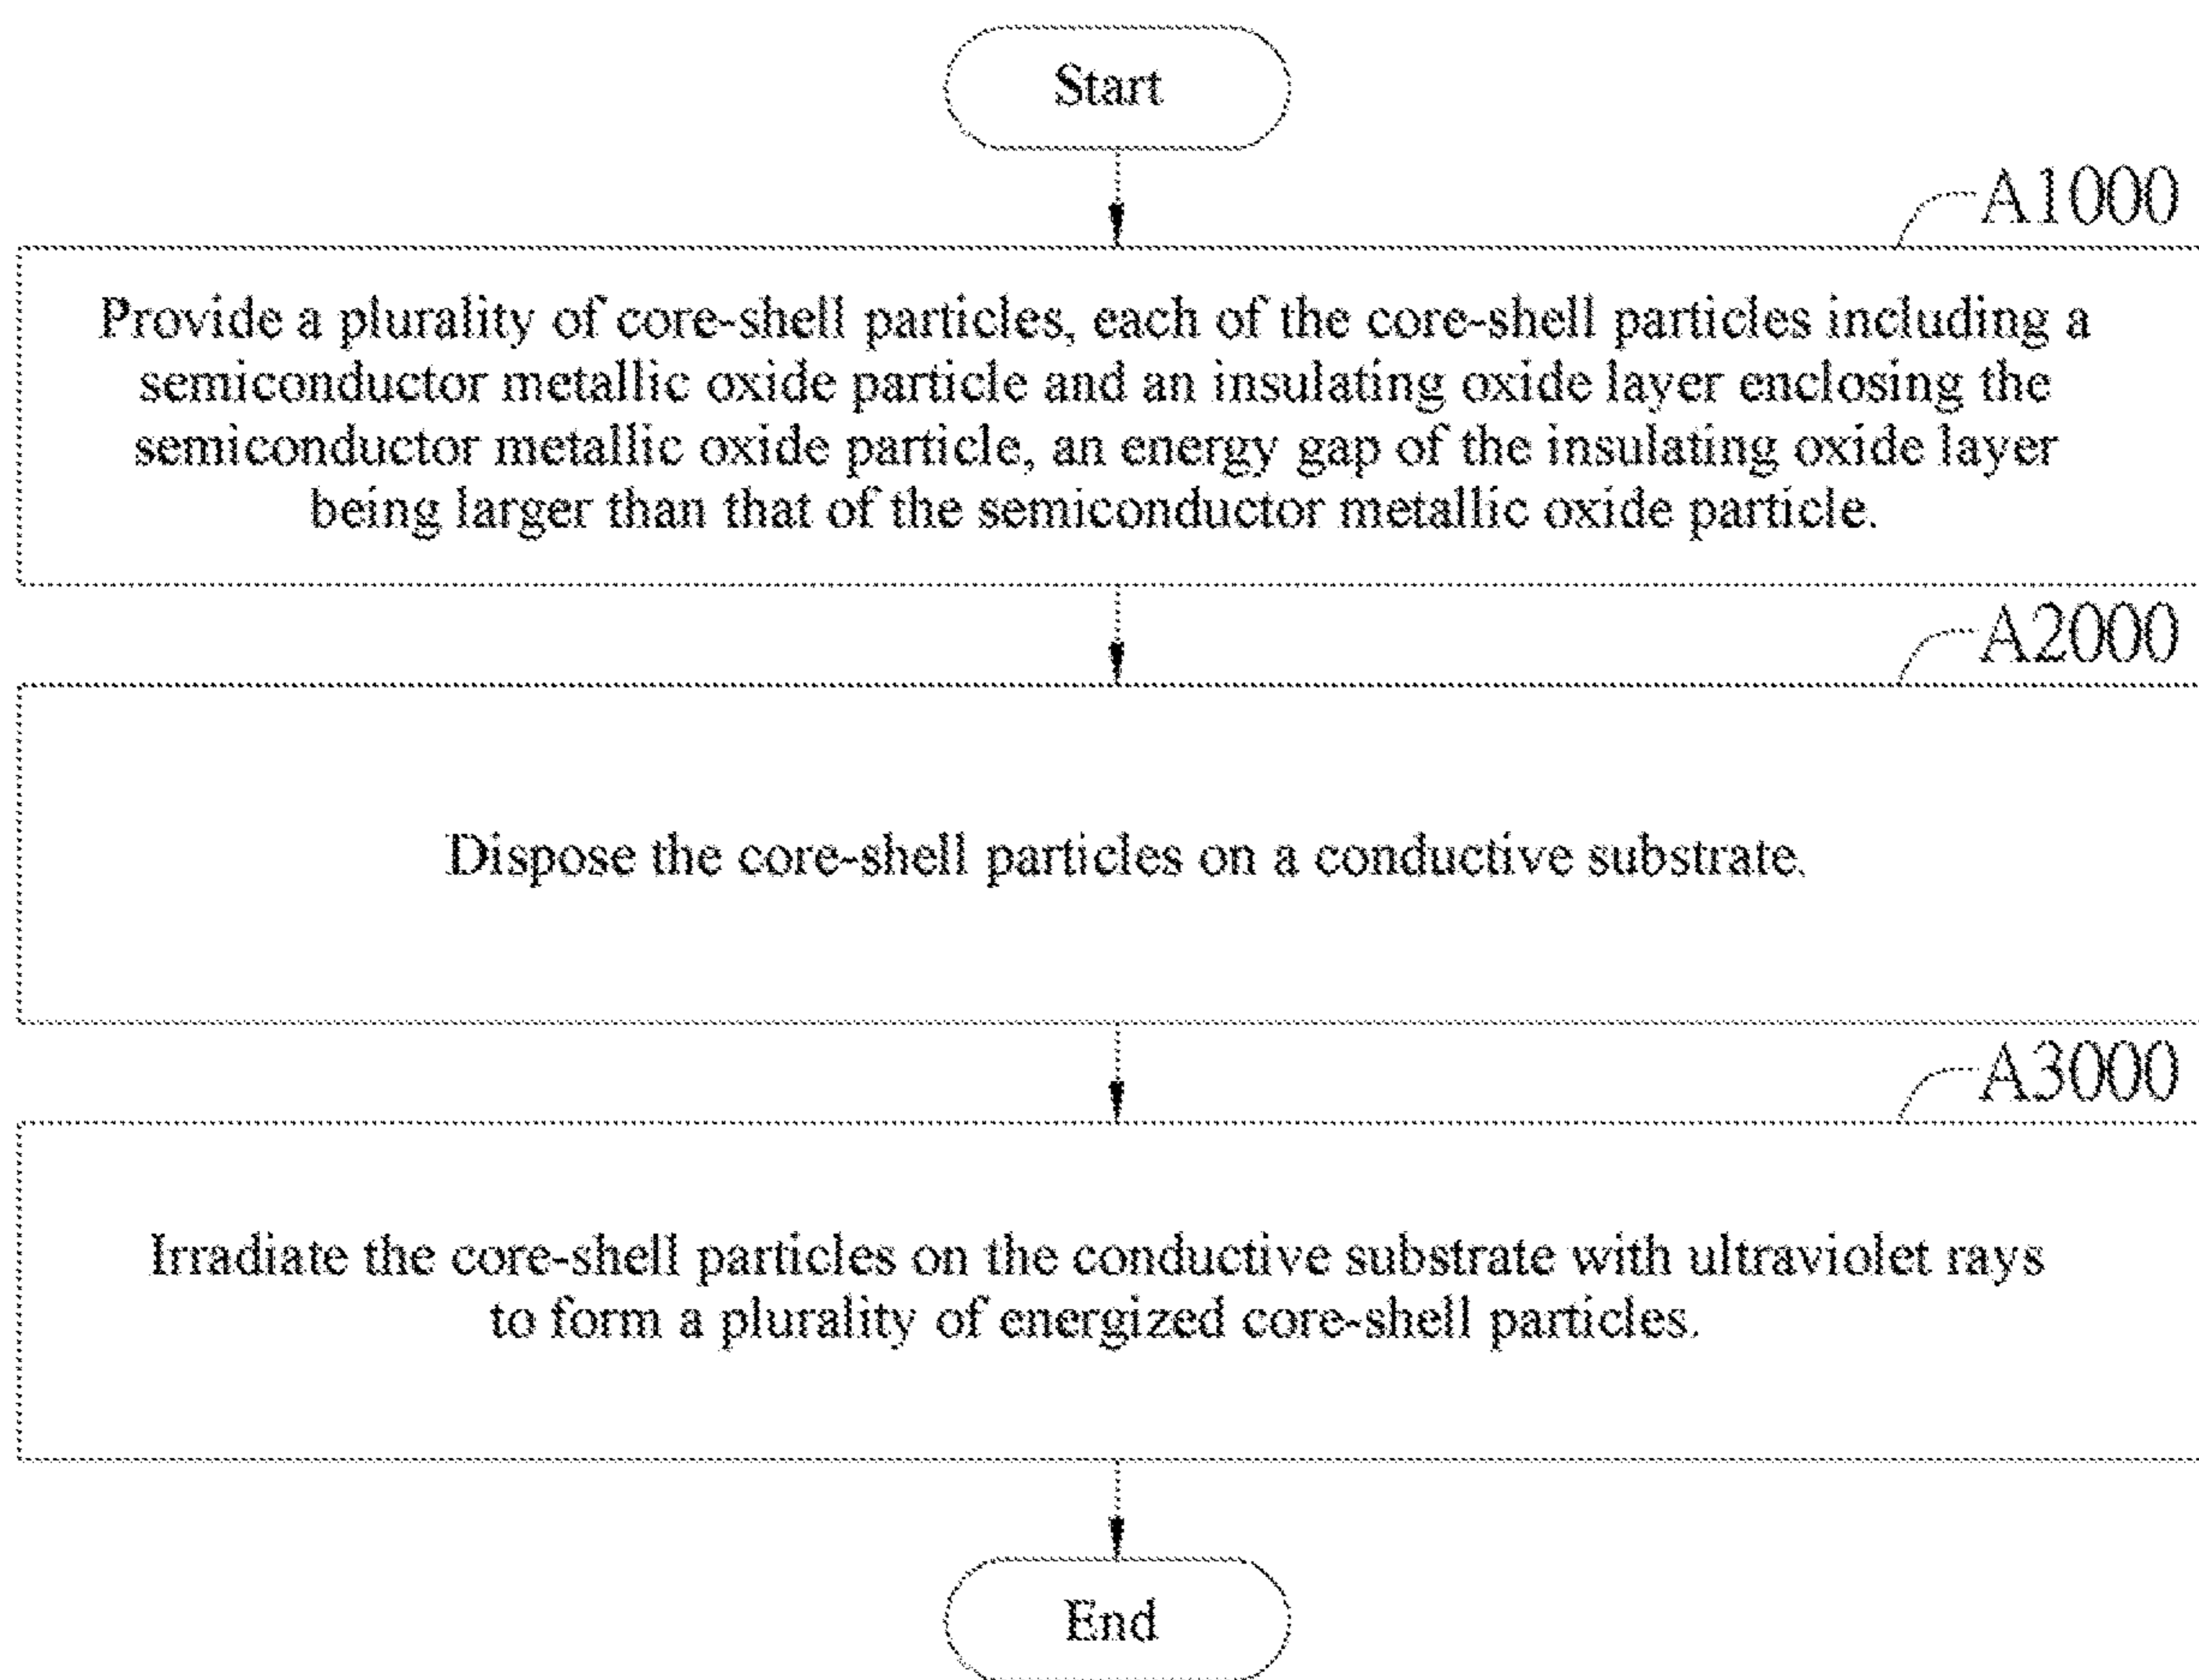 Start
A1000
Provide a plurality of core-shell particles, each of the core-shell particles including a
semiconductor metallic oxide particle and an insulating oxide layer enclosing the
semiconductor metallic oxide particle, an energy gap of the insulating oxide layer
being larger than that of the semiconductor metallic oxide particle.
A2000
Dispose the core-shell particles on a conductive substrate.
A3000
Irradiate the core-shell particles on the conductive substrate with ultraviolet rays
to form a plurality of energized core-shell particles.
End